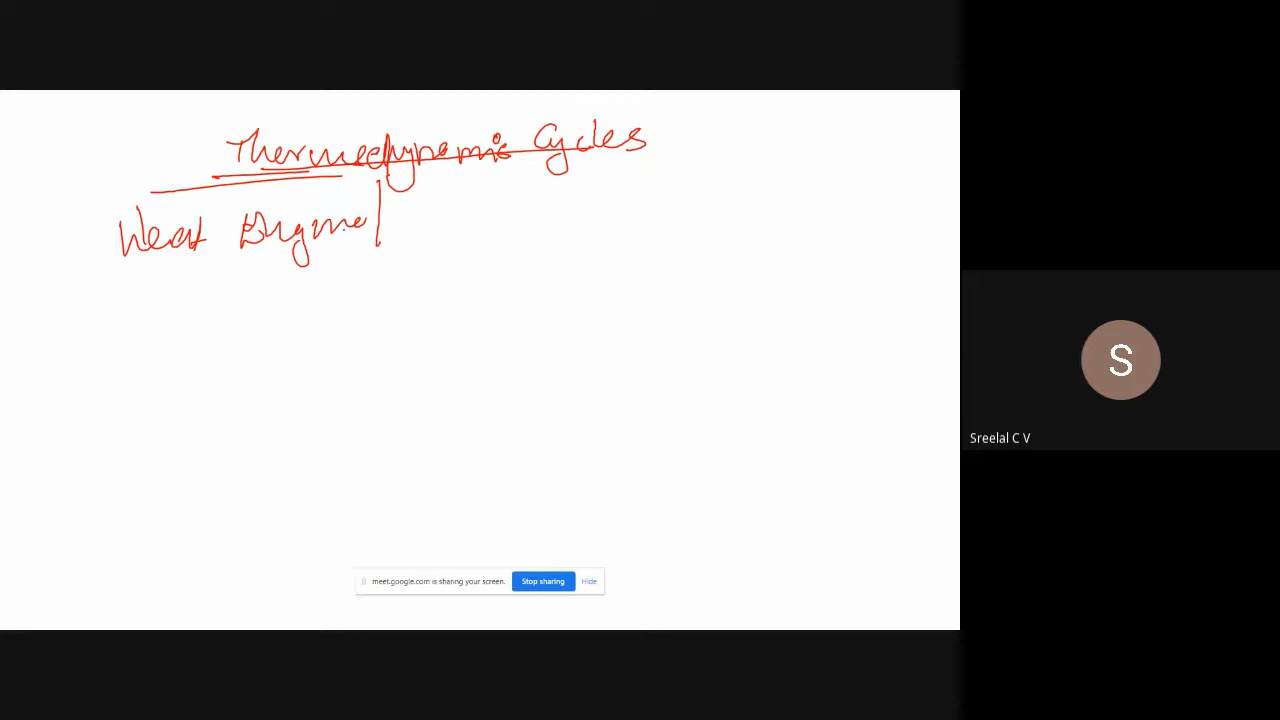 Thermodynamic Cycles
Heat Engine
S
Sreelal C V
meet.google.com is sharing your screen. Stop sharing Hide